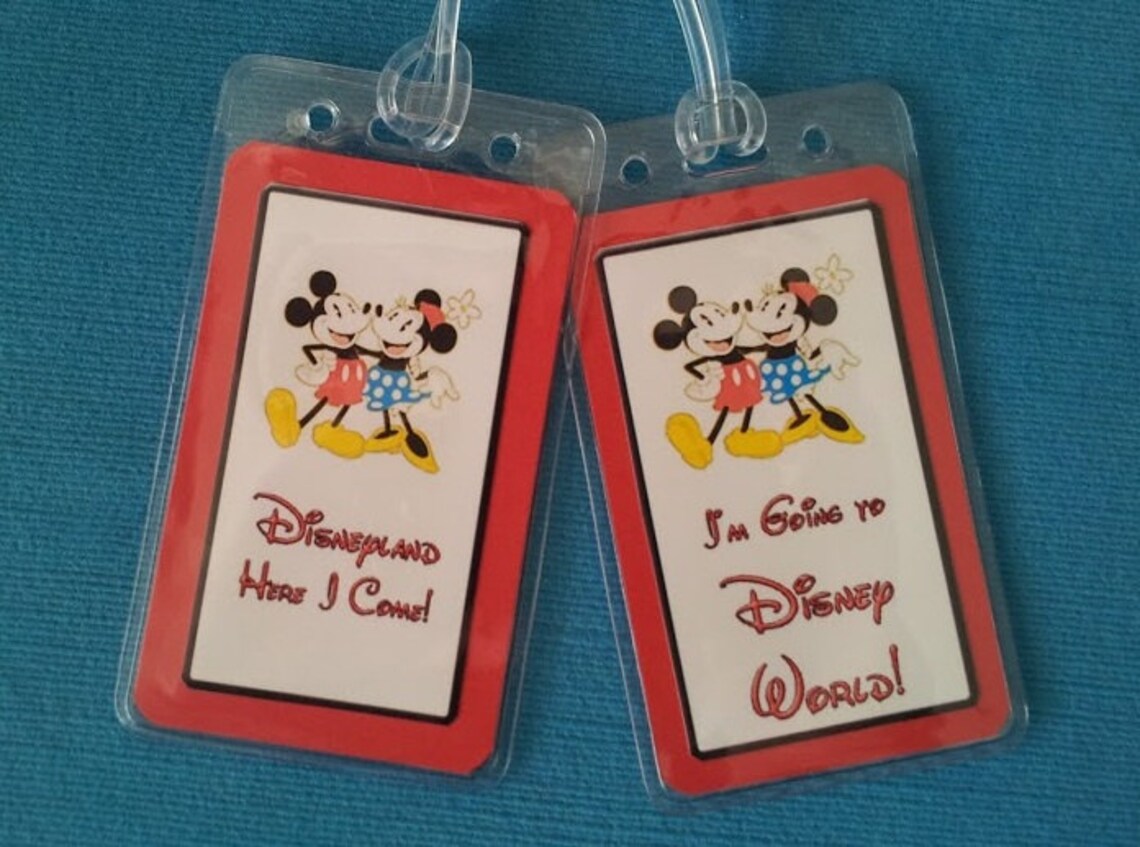 Disneyland
Here I Come!
I'm Going to
Disney
World!